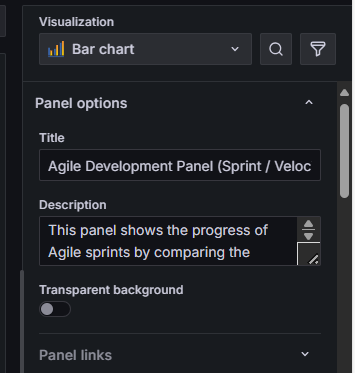 Visualization
Bar chart
Panel options
Title
Agile Development Panel (Sprint / Veloc
Description
This panel shows the progress of
Agile sprints by comparing the
Transparent background
Panel links